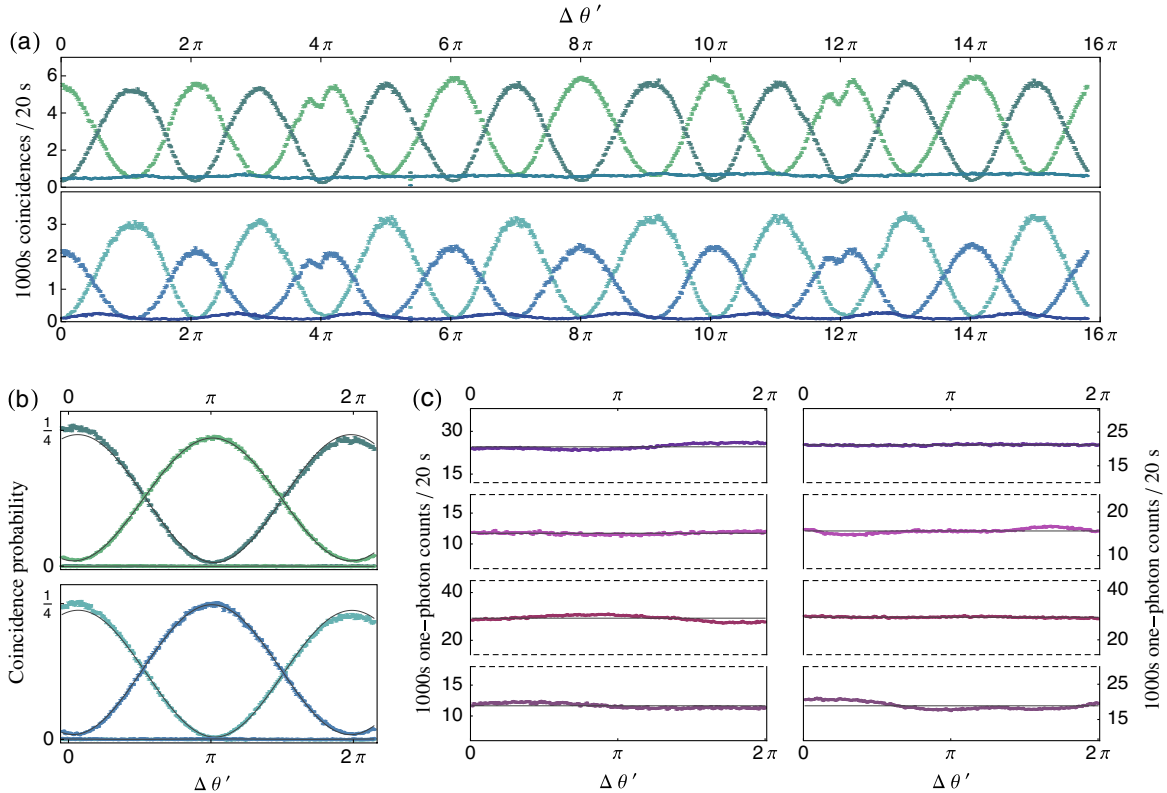 Δ θ ′
(a)
0 2 π 4 π 6 π 8 π 10 π 12 π 14 π 16 π
1000s coincidences / 20 s
6
4
2
0
3
2
1
0
0 2 π 4 π 6 π 8 π 10 π 12 π 14 π 16 π
(b)
0 π 2 π
Coincidence probability
1/4
0
1/4
0
0 π 2 π
Δ θ ′
(c)
0 π 2 π 0 π 2 π
1000s one−photon counts / 20 s
30 25
15 15
15 20
10 10
40 40
20 20
15 25
10 15
1000s one−photon counts / 20 s
0 π 2 π 0 π 2 π
Δ θ ′ Δ θ ′